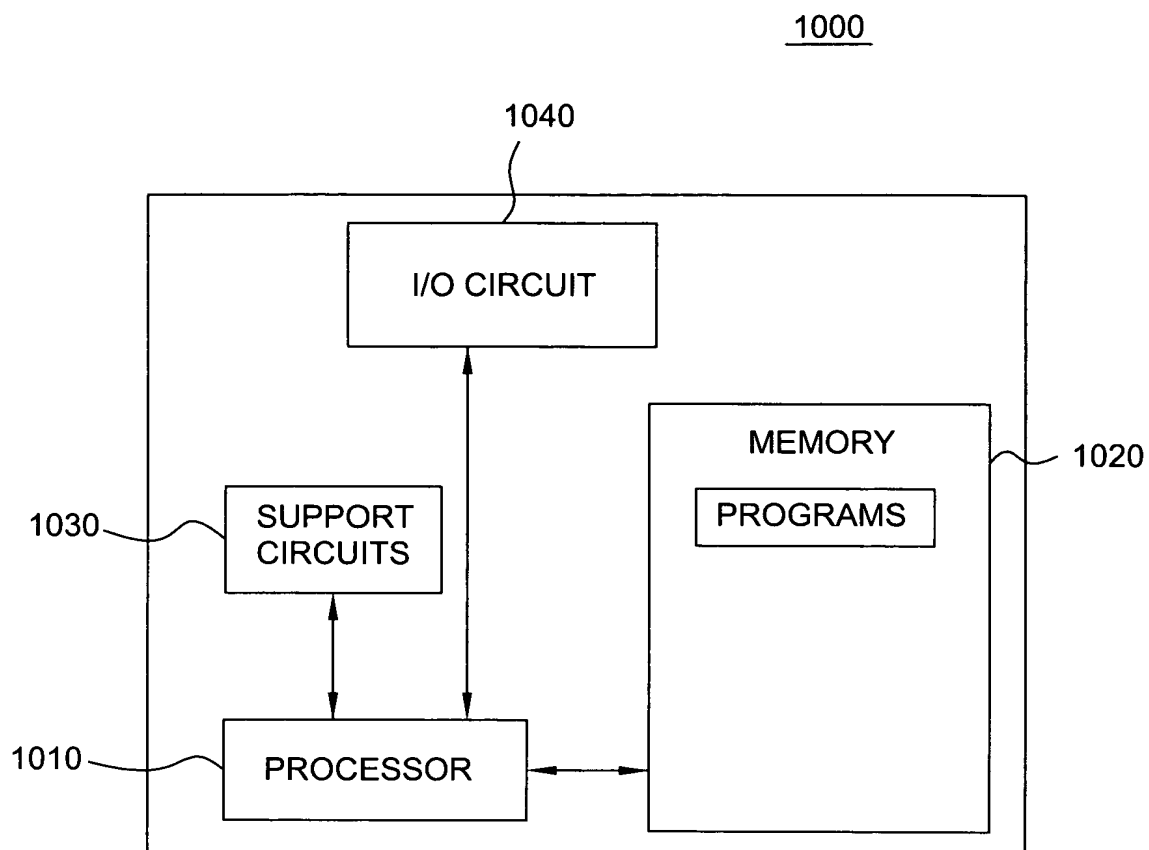 1000
1040
I/O CIRCUIT
MEMORY
1020
PROGRAMS
1030
SUPPORT
CIRCUITS
1010
PROCESSOR